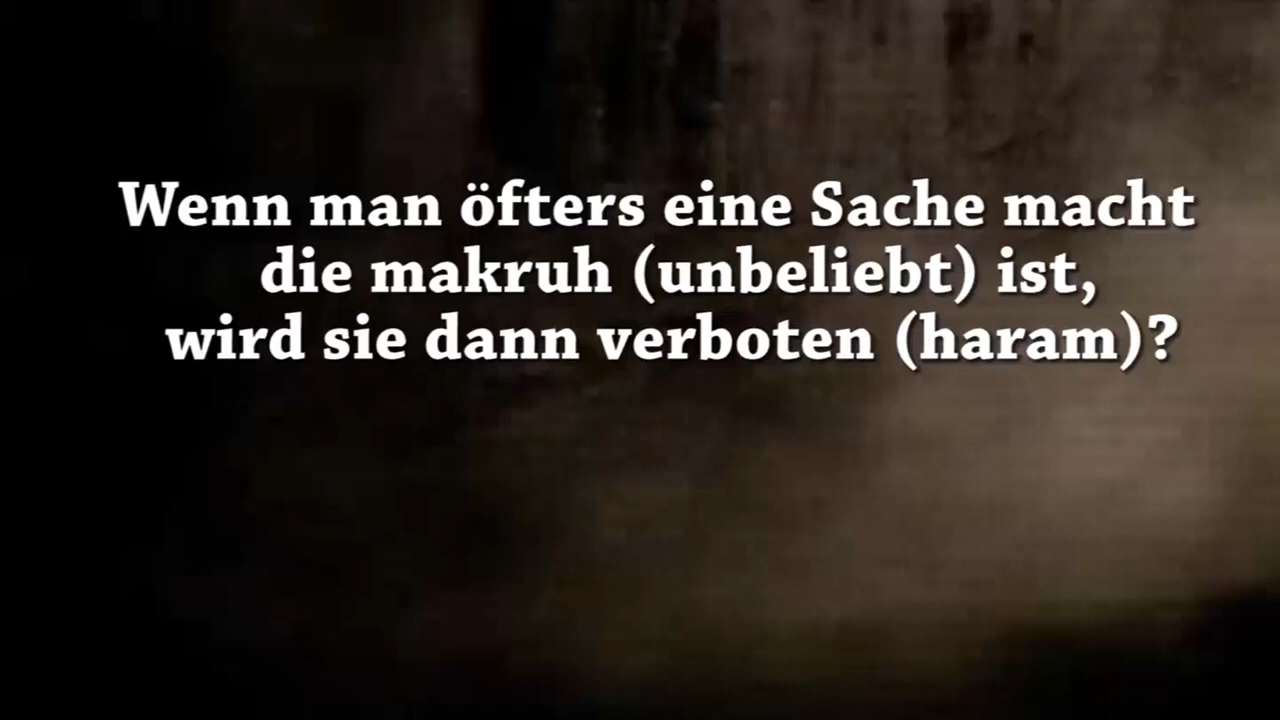 Wenn man öfters eine Sache macht
die makruh (unbeliebt) ist,
wird sie dann verboten (haram)?